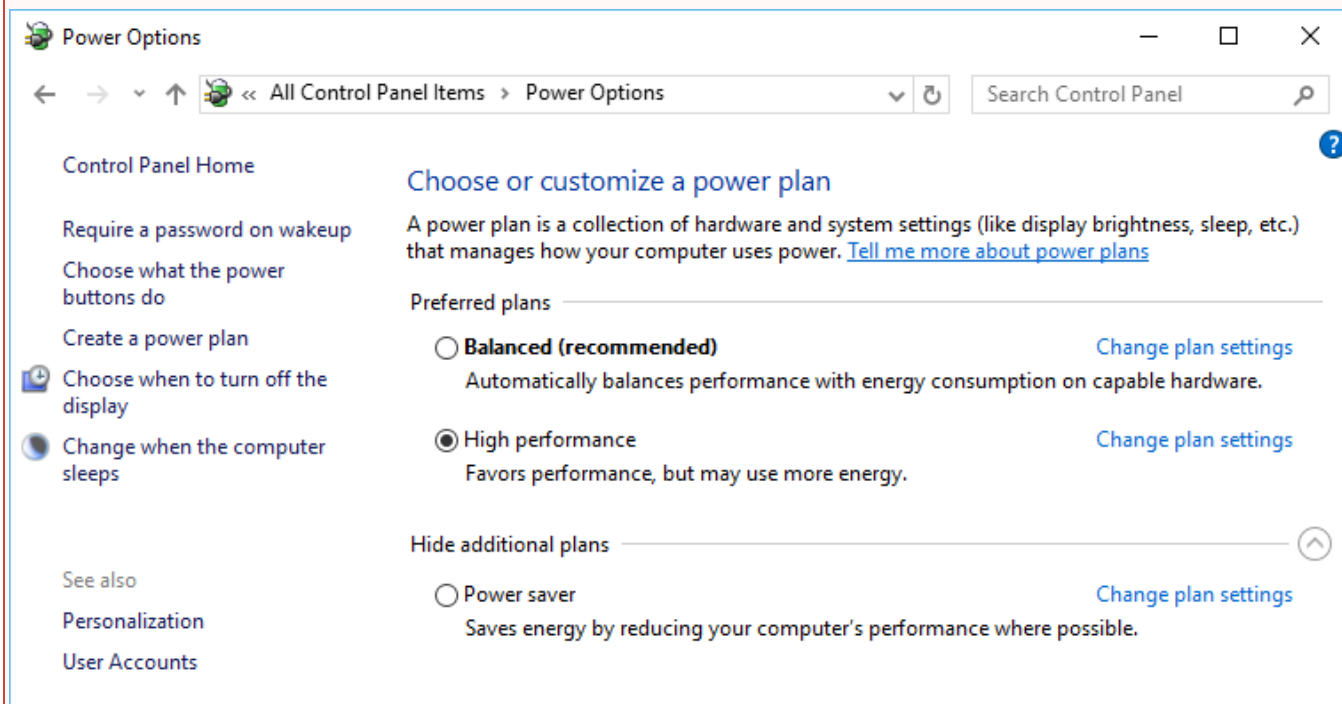 Power Options
« All Control Panel Items > Power Options
Search Control Panel
?
Control Panel Home
Require a password on wakeup
Choose what the power
buttons do
Create a power plan
Choose when to turn off the
display
Change when the computer
sleeps
See also
Personalization
User Accounts
Choose or customize a power plan
A power plan is a collection of hardware and system settings (like display brightness, sleep, etc.)
that manages how your computer uses power. Tell me more about power plans
Preferred plans
Balanced (recommended) Change plan settings
Automatically balances performance with energy consumption on capable hardware.
High performance Change plan settings
Favors performance, but may use more energy.
Hide additional plans
Power saver Change plan settings
Saves energy by reducing your computer's performance where possible.